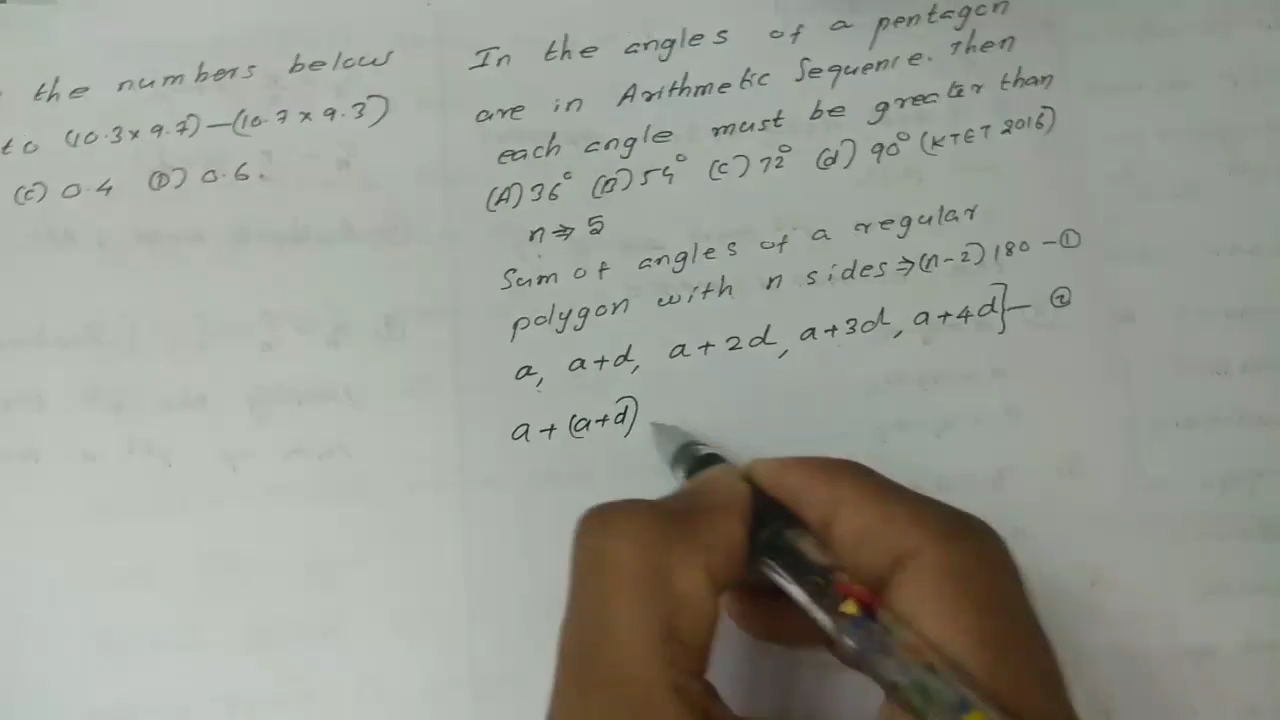 the numbers below
to (10.3 x 9.7) - (10.7 x 9.3)
(C) 0.4 (D) 0.6.
In the angles of a pentagon
are in Arithmetic Sequence. Then
each angle must be greater than
(A) 36° (B) 54° (C) 72° (d) 90° (KTET 2016)
n ⇒ 5
Sum of angles of a regular
polygon with n sides ⇒ (n-2) 180 - ①
a, a+d, a+2d, a+3d, a+4d} - ②
a + (a+d)